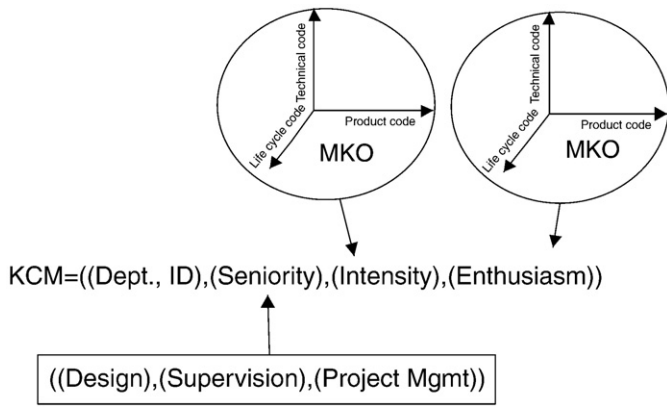 Technical code
Life cycle code
Product code
MKO
Technical code
Life cycle code
Product code
MKO
KCM=((Dept., ID),(Seniority),(Intensity),(Enthusiasm))
((Design),(Supervision),(Project Mgmt))